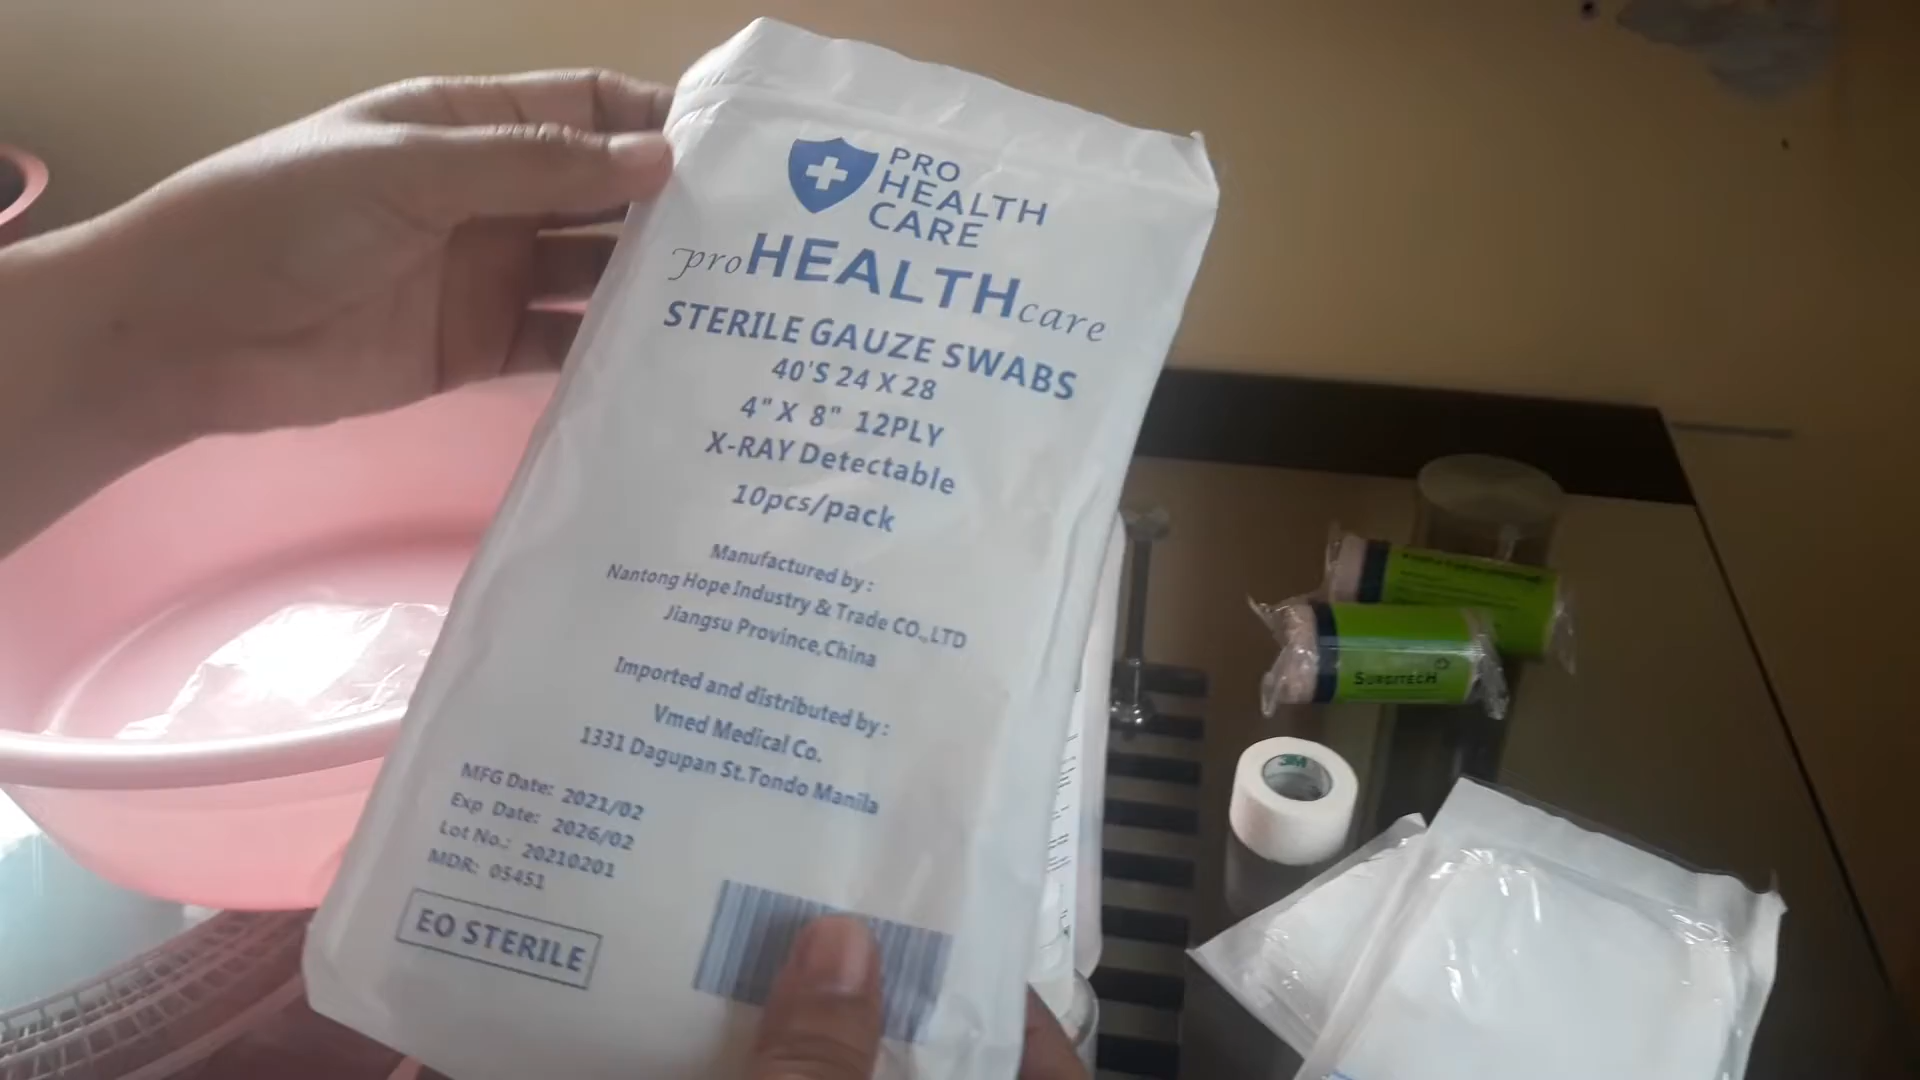 PRO
HEALTH
CARE
proHEALTHcare
STERILE GAUZE SWABS
40'S 24 X 28
4" X 8" 12PLY
X-RAY Detectable
10pcs/pack
Manufactured by :
Nantong Hope Industry & Trade CO.,LTD
Jiangsu Province,China
Imported and distributed by :
Vmed Medical Co.
1331 Dagupan St.Tondo Manila
MFG Date: 2021/02
Exp Date: 2026/02
Lot No.: 20210201
MDR: 05451
EO STERILE
SURGITECH
3M